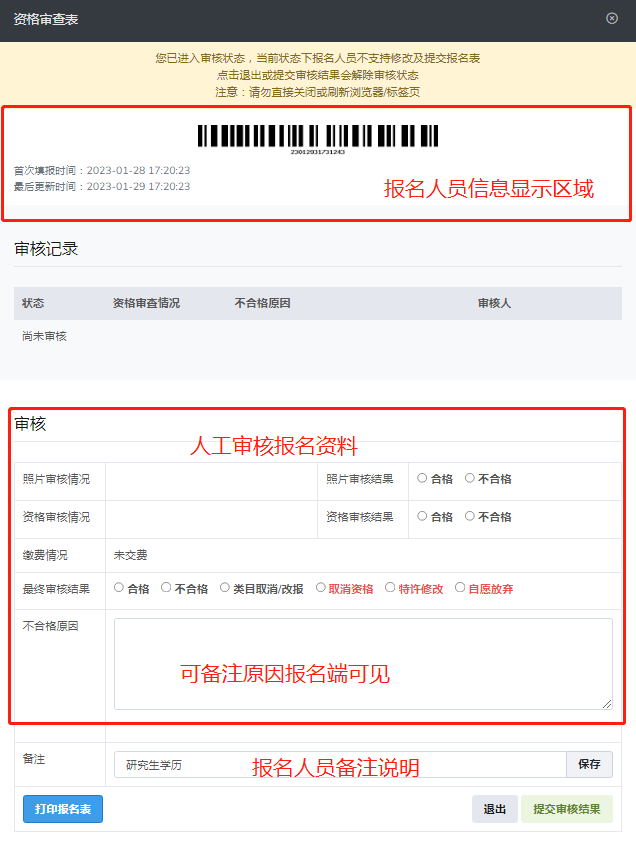 资格审查表
您已进入审核状态，当前状态下报名人员不支持修改及提交报名表
点击退出或提交审核结果会解除审核状态
注意：请勿直接关闭或刷新浏览器/标签页
23012931731243
首次填报时间：2023-01-28 17:20:23
最后更新时间：2023-01-29 17:20:23
报名人员信息显示区域
审核记录
状态 资格审查情况 不合格原因 审核人
尚未审核
审核
人工审核报名资料
照片审核情况 照片审核结果 合格 不合格
资格审核情况 资格审核结果 合格 不合格
缴费情况 未交费
最终审核结果 合格 不合格 类目取消/改报 取消资格 特许修改 自愿放弃
不合格原因
可备注原因报名端可见
备注 研究生学历 报名人员备注说明 保存
打印报名表 退出 提交审核结果